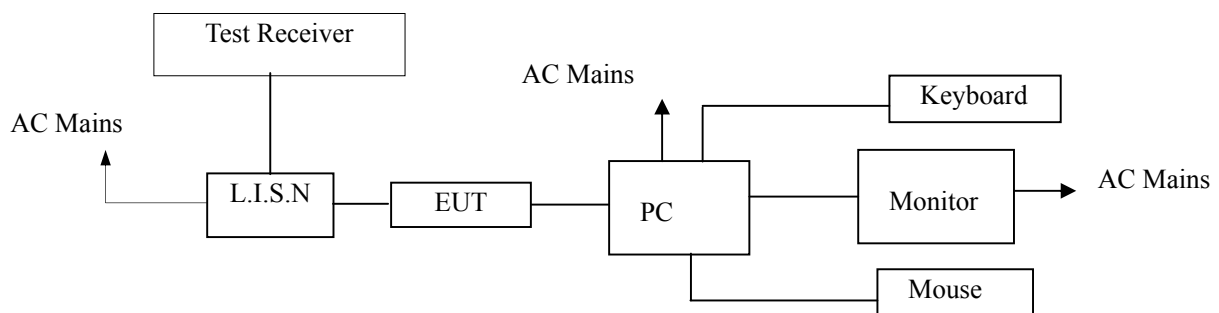 Test Receiver
AC Mains
Keyboard
AC Mains
L.I.S.N
EUT
PC
Monitor
AC Mains
Mouse